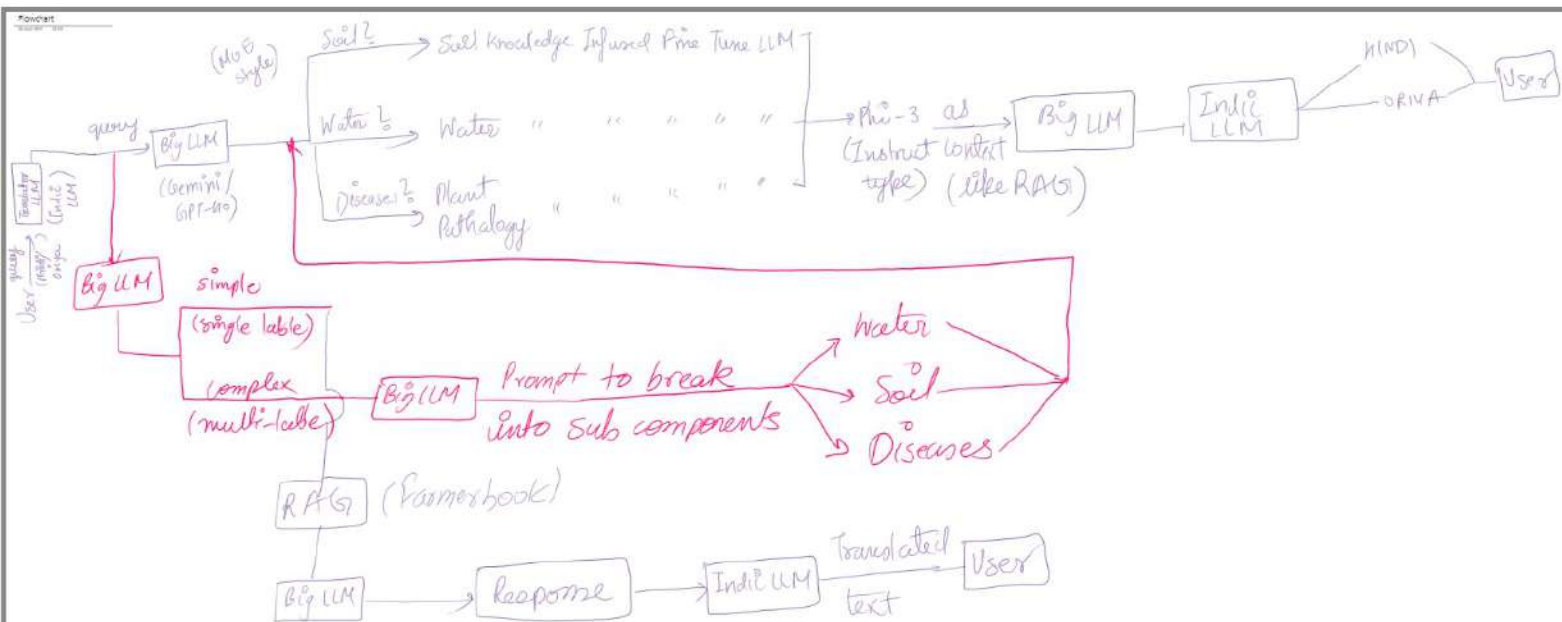 Flowchart
(MoE
style)
Soil?
Soil Knowledge Infused Fine Tune LLM
Water?
Water " " " " "
Diseases?
Plant " " " "
Pathalogy
query
Big LLM
(Gemini/
GPT-40)
Translator
LLM
(Indic
LLM)
User
query
oriya
Phi-3
(Instruct
type)
as
context
(like RAG)
Big LLM
Indic
LLM
HINDI
ORIYA
User
Big LLM
simple
(single lable)
complex
(multi-lable)
Big LLM
Prompt to break
into Sub components
Water
Soil
Diseases
RAG (Farmerbook)
Big LLM
Response
Indic LLM
Translated
text
User